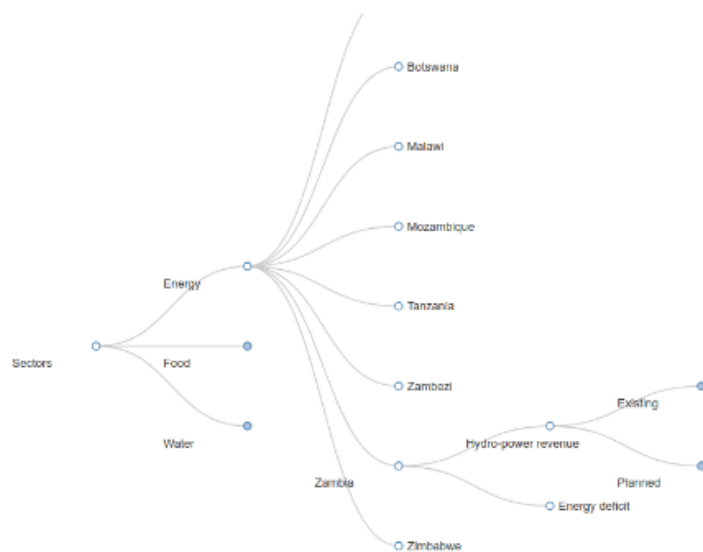 Botswana
Malawi
Mozambique
Energy
Tanzania
Sectors
Food
Zambezi
Existing
Water
Hydro-power revenue
Zambia
Planned
Energy deficit
Zimbabwe